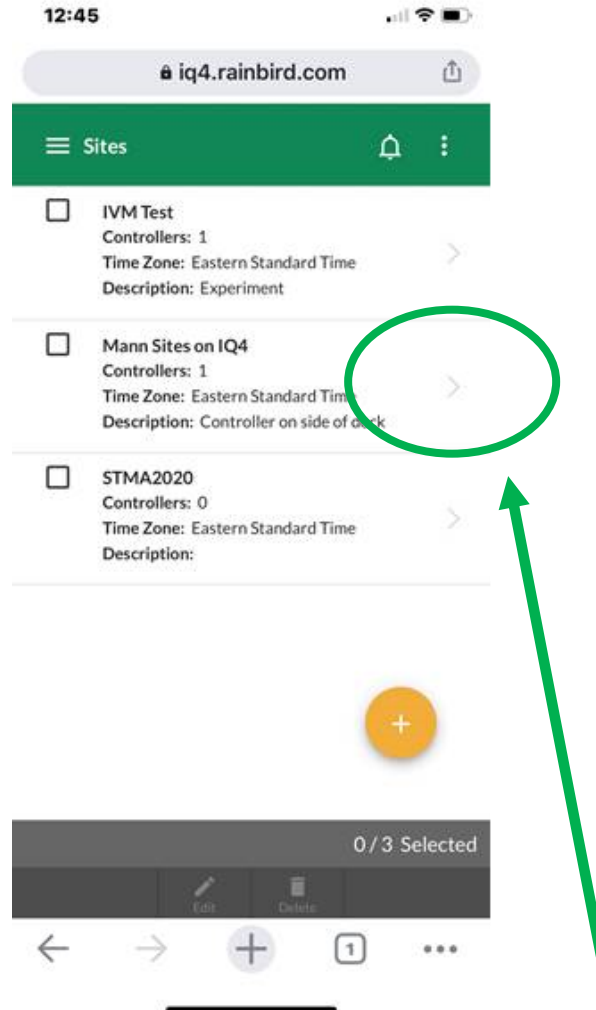 12:45
iq4.rainbird.com
Sites
IVM Test
Controllers: 1
Time Zone: Eastern Standard Time
Description: Experiment
Mann Sites on IQ4
Controllers: 1
Time Zone: Eastern Standard Time
Description: Controller on side of deck
STMA2020
Controllers: 0
Time Zone: Eastern Standard Time
Description:
+
0 / 3 Selected
Edit Delete
1